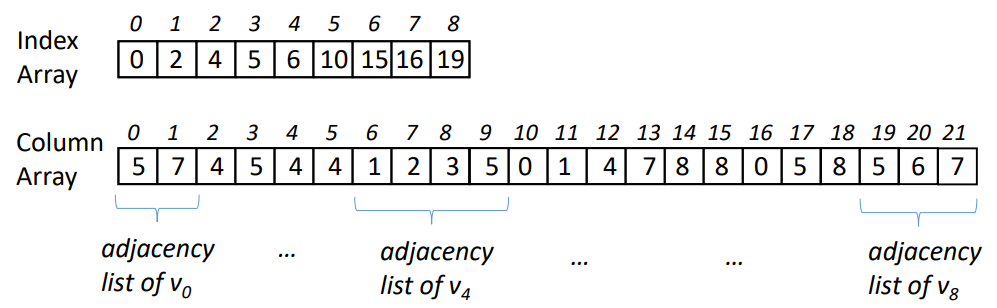 0 1 2 3 4 5 6 7 8
Index Array 0 2 4 5 6 10 15 16 19
0 1 2 3 4 5 6 7 8 9 10 11 12 13 14 15 16 17 18 19 20 21
Column Array 5 7 4 5 4 4 1 2 3 5 0 1 4 7 8 8 0 5 8 5 6 7
adjacency list of v0
...
adjacency list of v4
...
...
adjacency list of v8